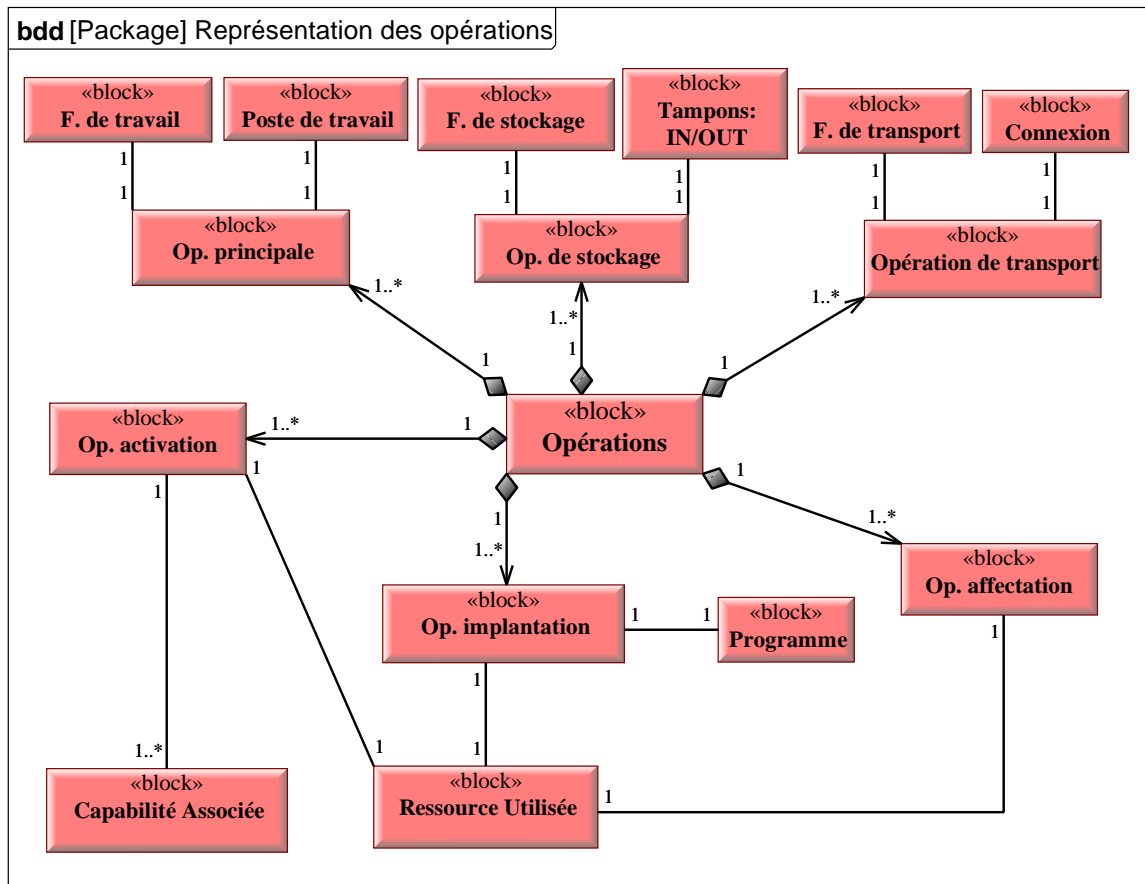 bdd [Package] Représentation des opérations
«block»
F. de travail
«block»
Poste de travail
«block»
F. de stockage
«block»
Tampons:
IN/OUT
«block»
F. de transport
«block»
Connexion
1
1
1
1
1
1
1
1
1
1
1
1
«block»
Op. principale
«block»
Op. de stockage
«block»
Opération de transport
1..*
1
1..*
1
1..*
1
«block»
Opérations
«block»
Op. activation
1..*
1
1
1..*
1
1..*
1
1
«block»
Op. implantation
1
1
«block»
Programme
«block»
Op. affectation
1
1
1
1..*
1
1
«block»
Capabilité Associée
«block»
Ressource Utilisée